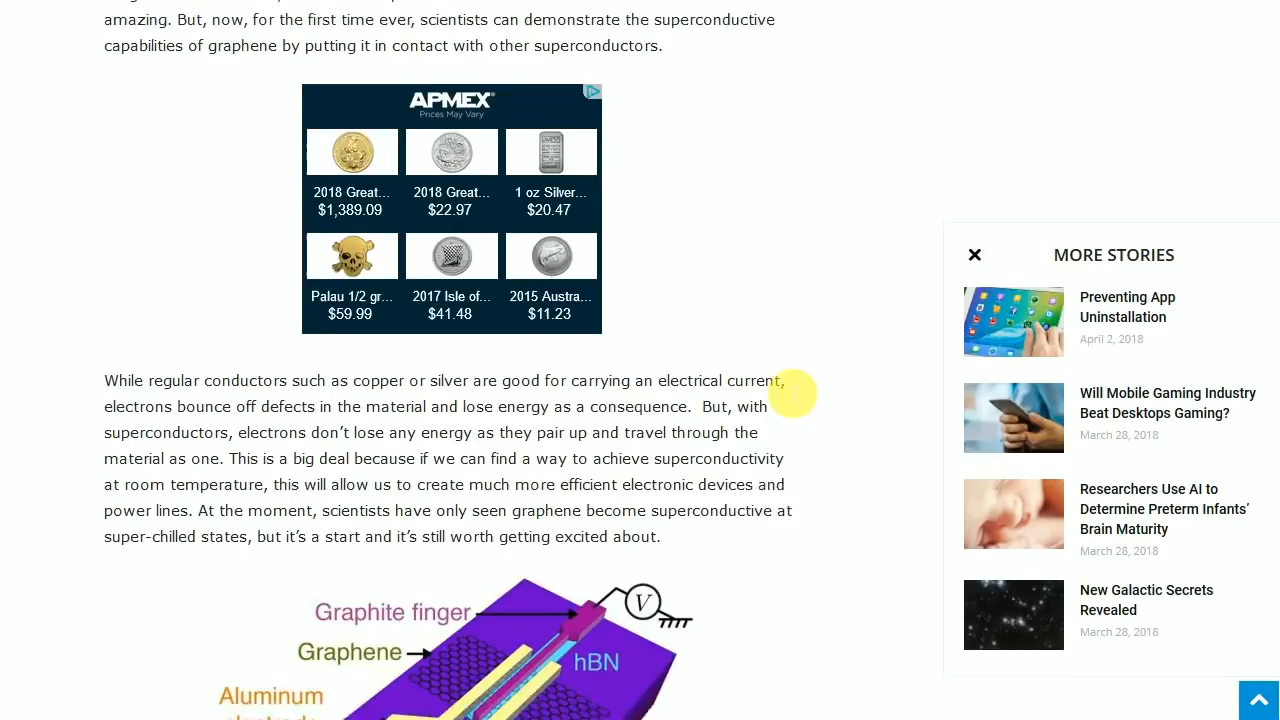 amazing. But, now, for the first time ever, scientists can demonstrate the superconductive
capabilities of graphene by putting it in contact with other superconductors.
APMEX
Prices May Vary
2018 Great...
$1,389.09
2018 Great...
$22.97
1 oz Silver...
$20.47
Palau 1/2 gr...
$59.99
2017 Isle of...
$41.48
2015 Austra...
$11.23
While regular conductors such as copper or silver are good for carrying an electrical current,
electrons bounce off defects in the material and lose energy as a consequence.  But, with
superconductors, electrons don’t lose any energy as they pair up and travel through the
material as one. This is a big deal because if we can find a way to achieve superconductivity
at room temperature, this will allow us to create much more efficient electronic devices and
power lines. At the moment, scientists have only seen graphene become superconductive at
super-chilled states, but it’s a start and it’s still worth getting excited about.
Graphite finger
V
Graphene
hBN
Aluminum
MORE STORIES
Preventing App
Uninstallation
April 2, 2018
Will Mobile Gaming Industry
Beat Desktops Gaming?
March 28, 2018
Researchers Use AI to
Determine Preterm Infants’
Brain Maturity
March 28, 2018
New Galactic Secrets
Revealed
March 28, 2018